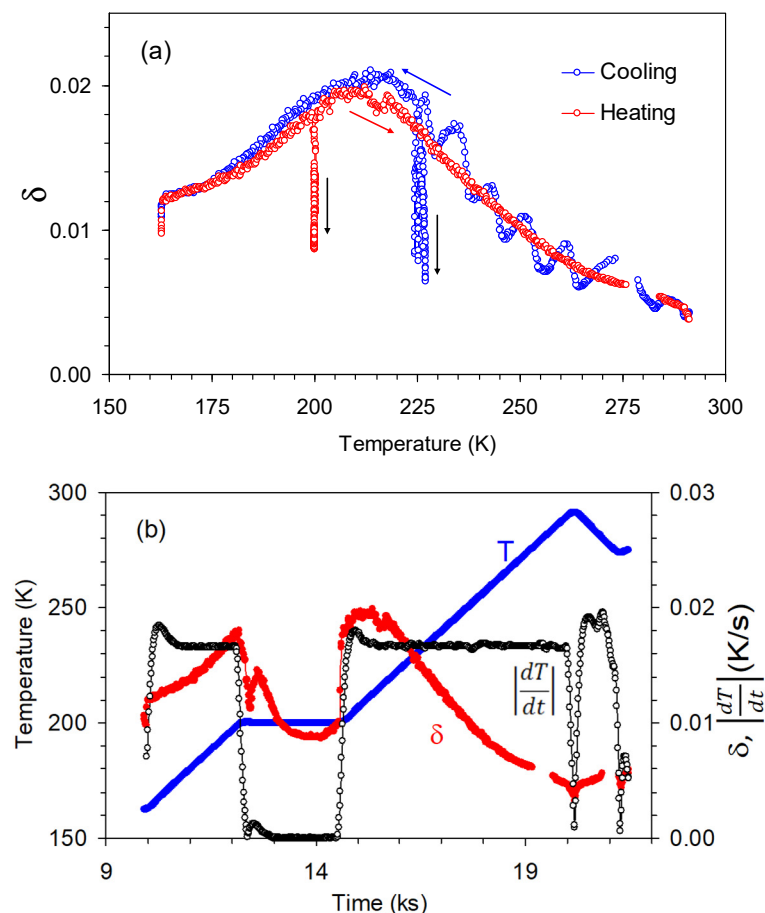 (a)
Cooling
Heating
δ
0.02
0.01
0.00
150 175 200 225 250 275 300
Temperature (K)
(b)
300
250
200
150
Temperature (K)
T
δ
|dT/dt|
0.03
0.02
0.01
0.00
δ, |dT/dt| (K/s)
9 14 19
Time (ks)